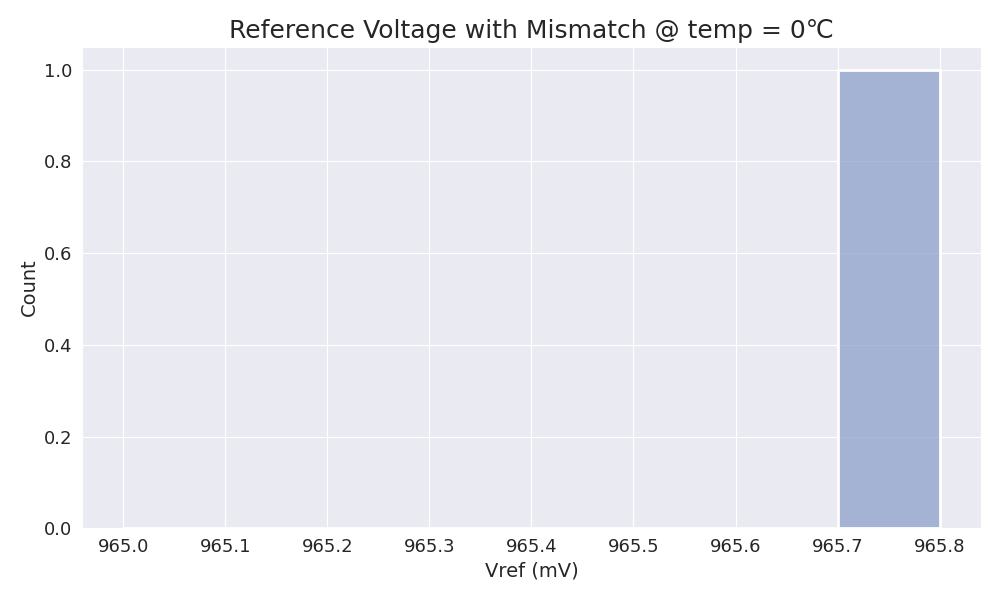 Reference Voltage with Mismatch @ temp = 0℃
1.0
0.8
0.6
0.4
0.2
0.0
Count
965.0 965.1 965.2 965.3 965.4 965.5 965.6 965.7 965.8
Vref (mV)